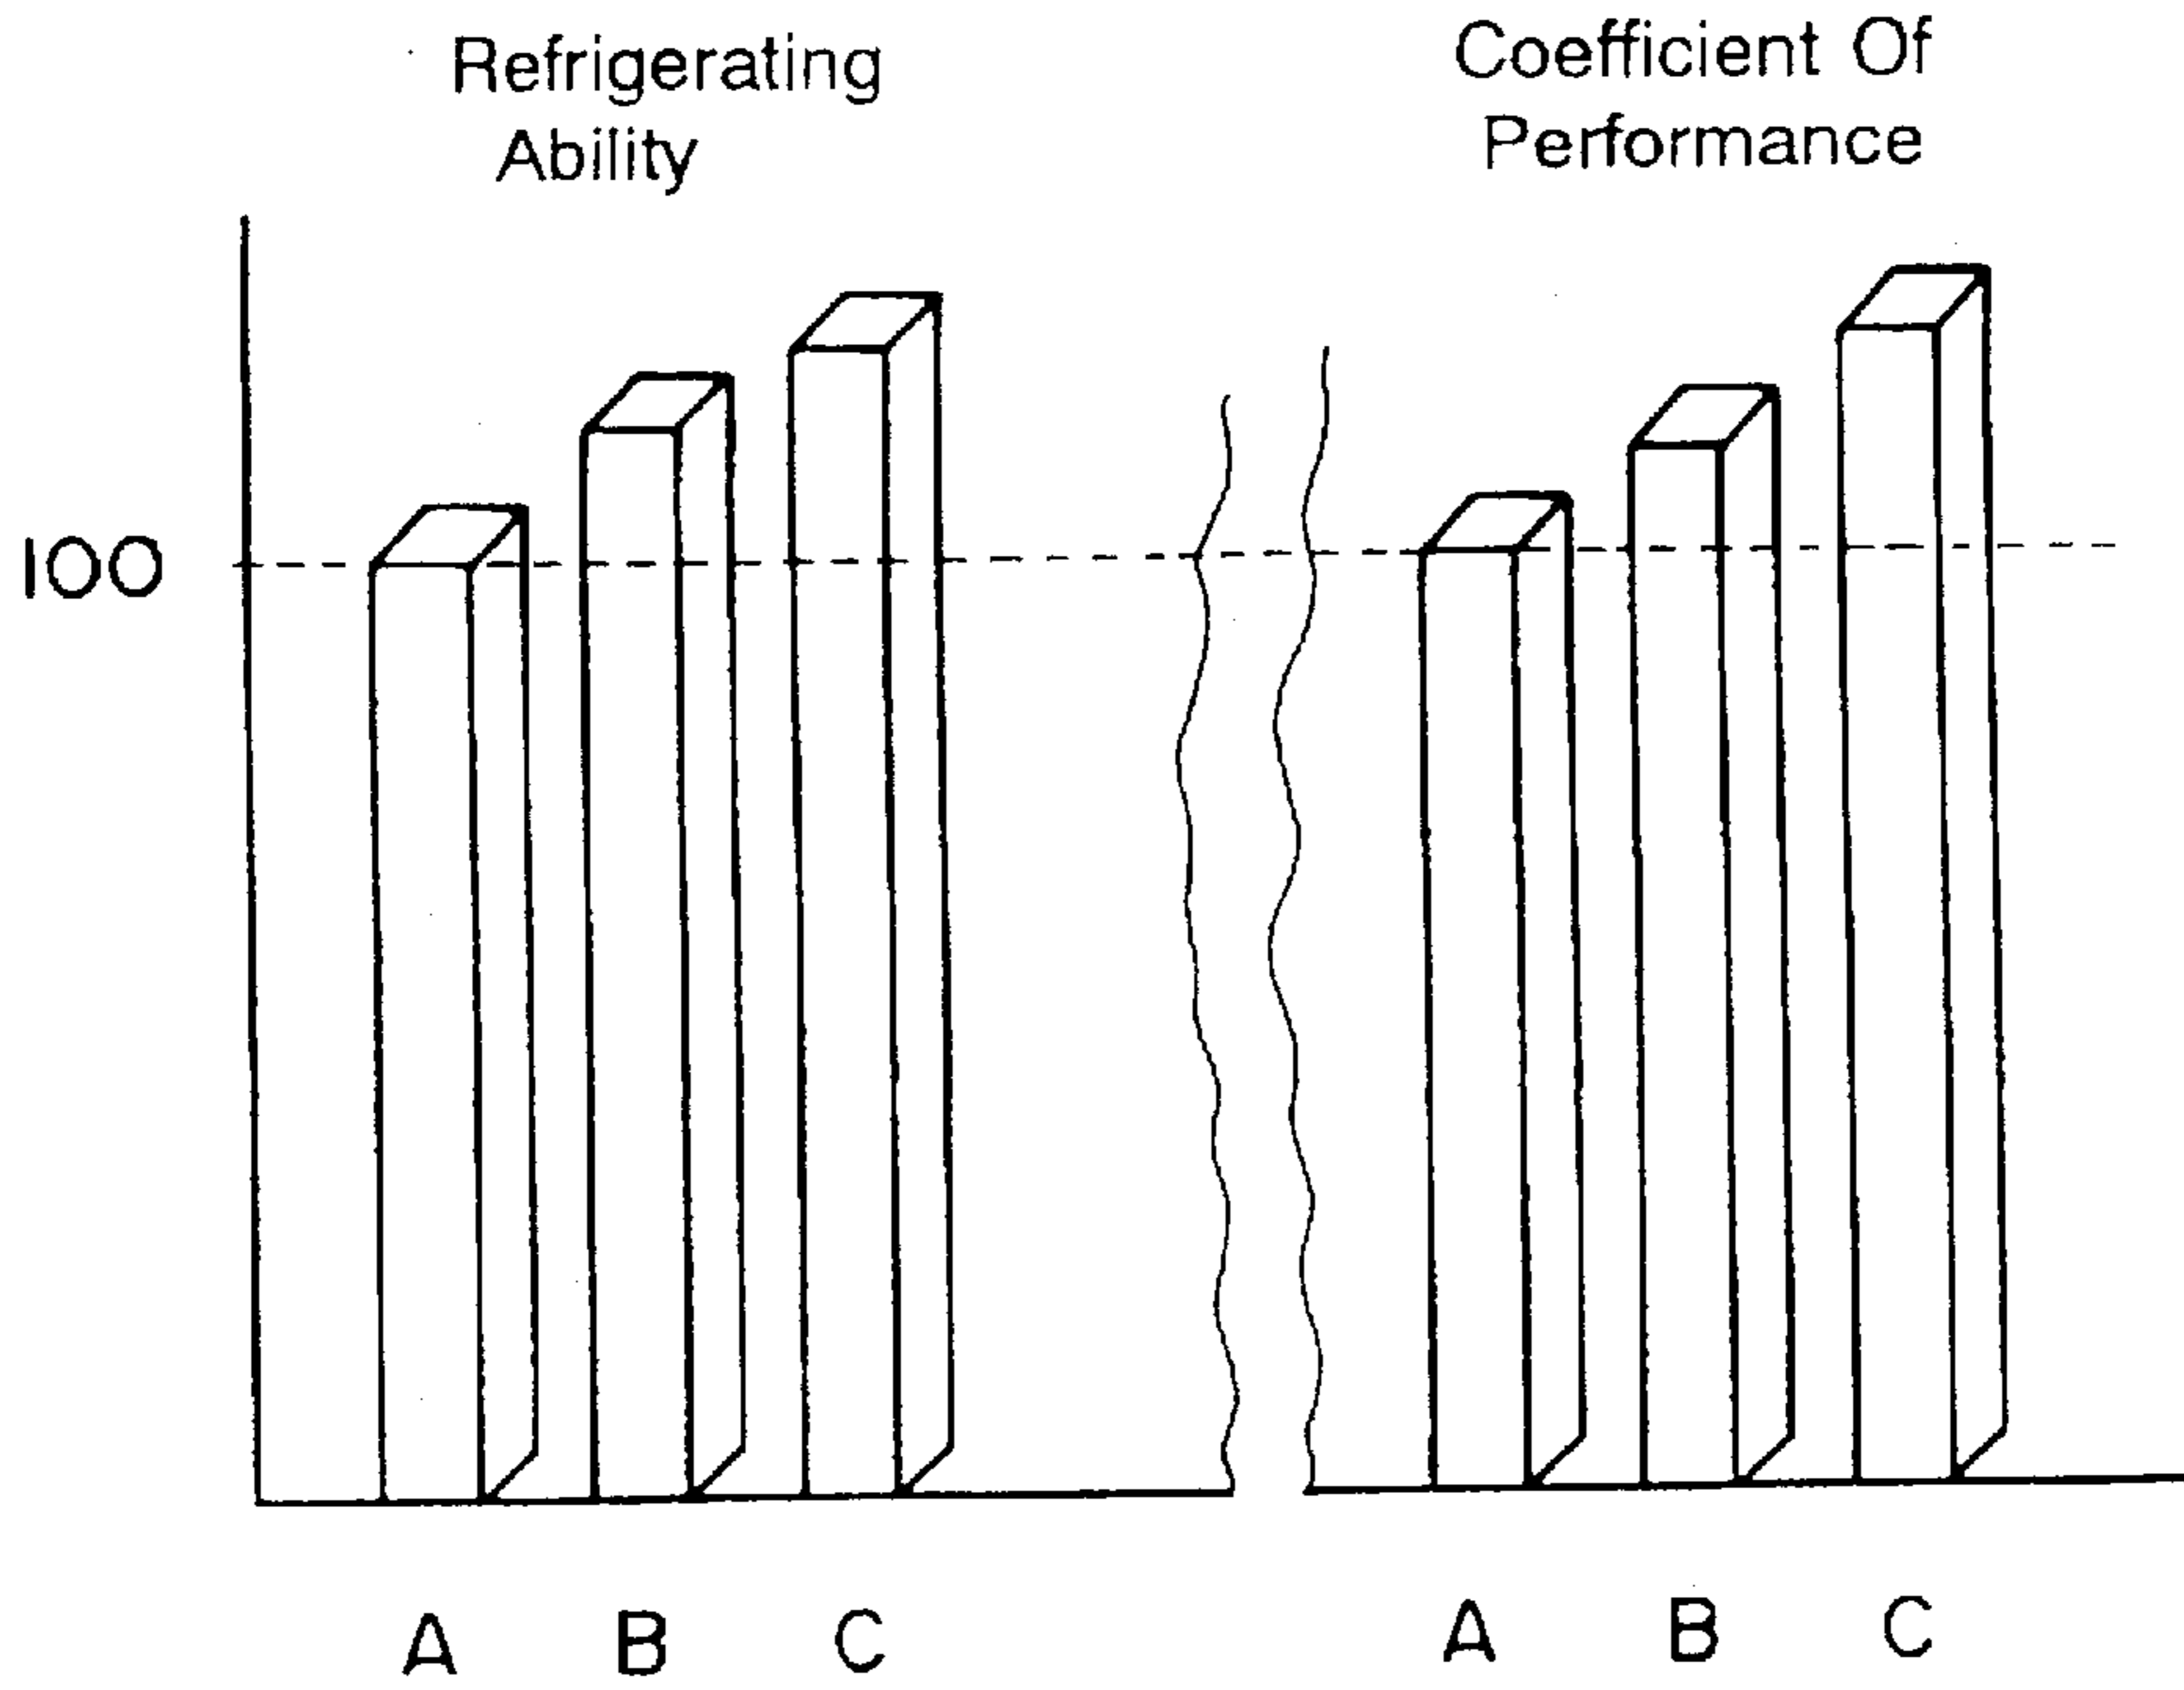 Refrigerating
Ability
Coefficient Of
Performance
100
A B C
A B C